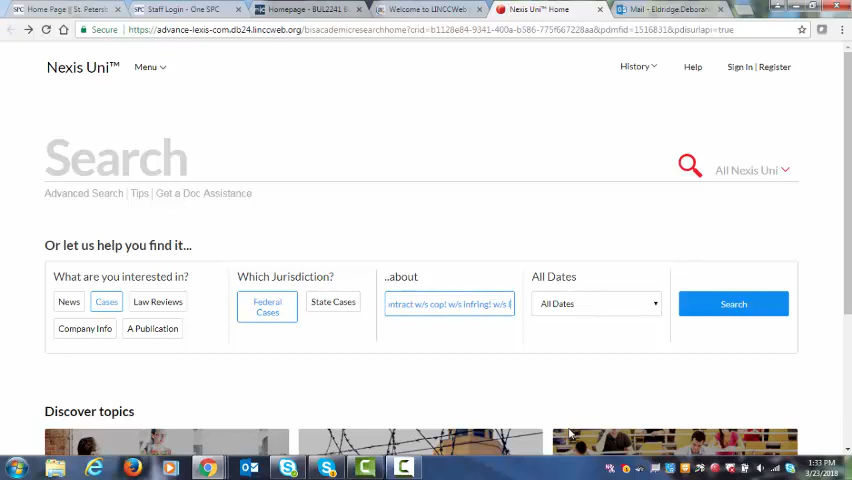 Home Page | St. Petersb
Staff Login - One SPC
Homepage - BUL2241 B
Welcome to LINCCWeb
Nexis Uni™ Home
Mail - Eldridge.Deborah
Secure https://advance-lexis-com.db24.linccweb.org/bisacademicresearchhome?crid=b1128e84-9341-400a-b586-775f667228aa&pdmfid=1516831&pdisurlapi=true
Nexis Uni™ Menu History Help Sign In | Register
Search
All Nexis Uni
Advanced Search | Tips | Get a Doc Assistance
Or let us help you find it...
What are you interested in? Which Jurisdiction? ..about All Dates
News Cases Law Reviews Federal Cases State Cases ntract w/s cop! w/s infring! w/s All Dates Search
Company Info A Publication
Discover topics
1:33 PM
3/23/2018